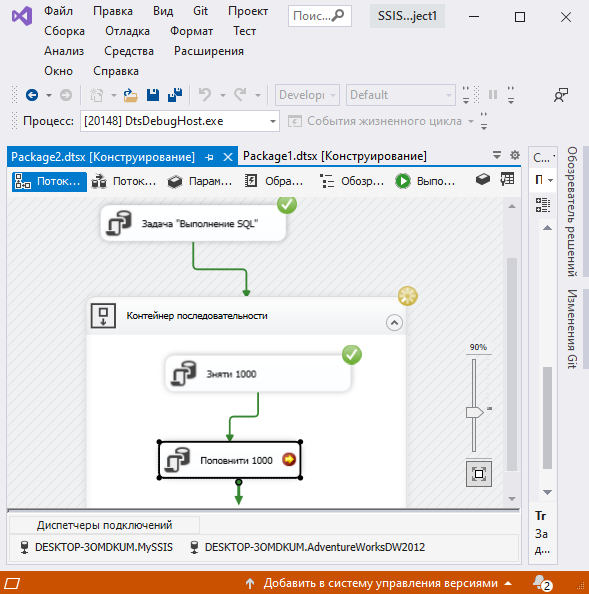 Файл Правка Вид Git Проект
Поис...
SSIS...ject1
Сборка Отладка Формат Тест
Анализ Средства Расширения
Окно Справка
Develop Default
Процесс: [20148] DtsDebugHost.exe События жизненного цикла
Package2.dtsx [Конструирование] Package1.dtsx [Конструирование]
С...
Поток... Поток... Парам... Обра... Обозр... Выпо...
П
Задача "Выполнение SQL"
Контейнер последовательности
90%
Зняти 1000
Поповнити 1000
Обозреватель решений
Изменения Git
Тг
За
д...
Диспетчеры подключений
DESKTOP-3OMDKUM.MySSIS DESKTOP-3OMDKUM.AdventureWorksDW2012
Добавить в систему управления версиями 2